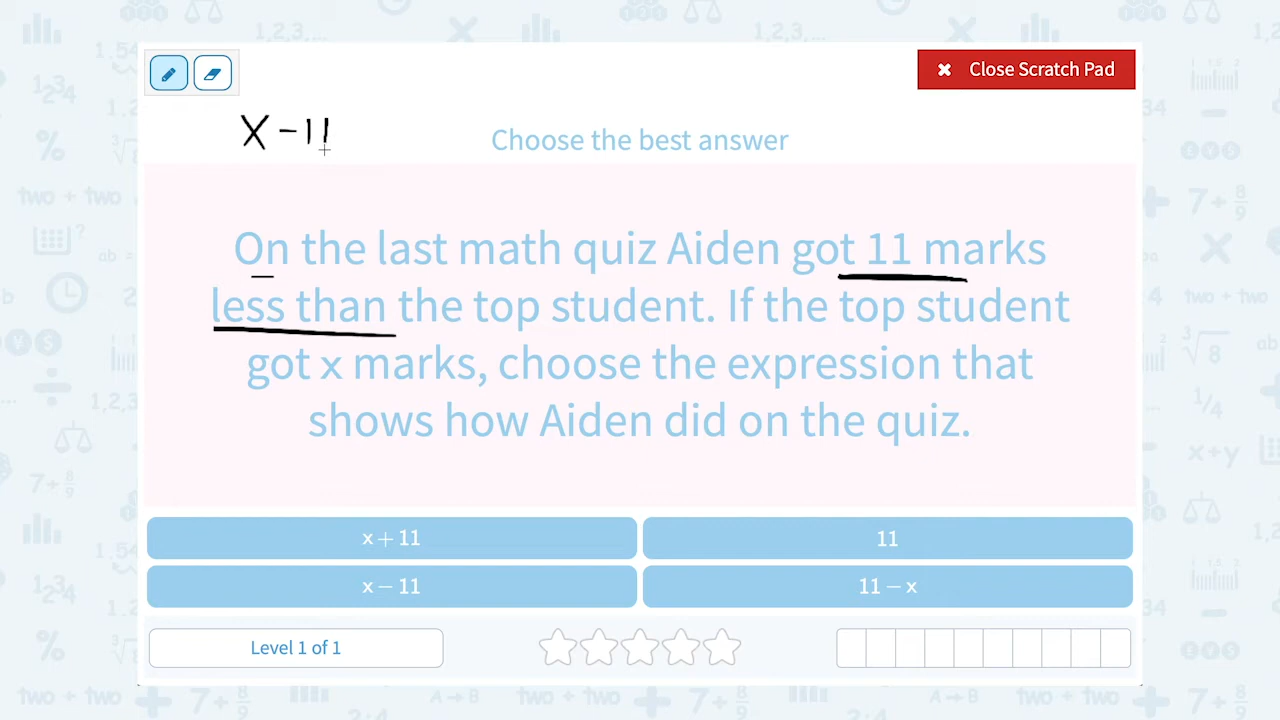 Close Scratch Pad
X - 11
Choose the best answer
On the last math quiz Aiden got 11 marks
less than the top student. If the top student
got x marks, choose the expression that
shows how Aiden did on the quiz.
x + 11
11
x - 11
11 - x
Level 1 of 1